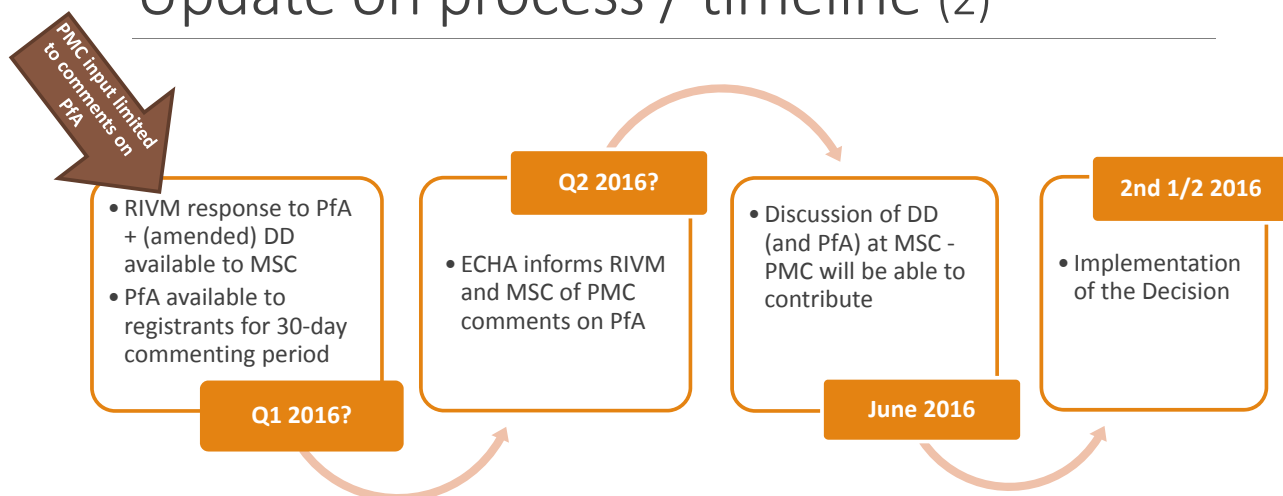 Update on process / timeline (2)
PMC input limited
to comments on
PfA
• RIVM response to PfA
+ (amended) DD
available to MSC
• PfA available to
registrants for 30-day
commenting period
Q1 2016?
Q2 2016?
• ECHA informs RIVM
and MSC of PMC
comments on PfA
• Discussion of DD
(and PfA) at MSC -
PMC will be able to
contribute
June 2016
2nd 1/2 2016
• Implementation
of the Decision